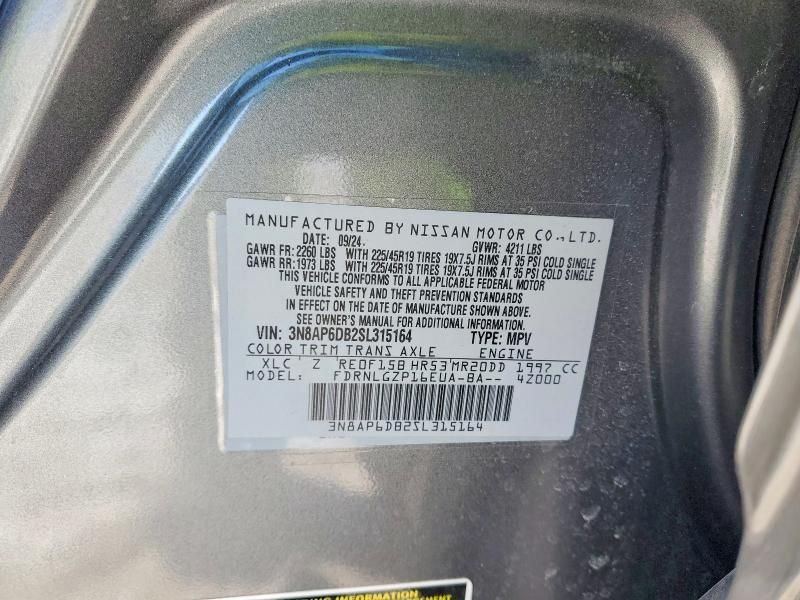 MANUFACTURED BY NISSAN MOTOR CO.,LTD.
DATE: 09/24 GVWR: 4211 LBS
GAWR FR: 2260 LBS WITH 225/45R19 TIRES 19X7.5J RIMS AT 35 PSI COLD SINGLE
GAWR RR: 1973 LBS WITH 225/45R19 TIRES 19X7.5J RIMS AT 35 PSI COLD SINGLE
THIS VEHICLE CONFORMS TO ALL APPLICABLE FEDERAL MOTOR
VEHICLE SAFETY AND THEFT PREVENTION STANDARDS
IN EFFECT ON THE DATE OF MANUFACTURE SHOWN ABOVE.
SEE OWNER'S MANUAL FOR ADDITIONAL INFORMATION.
VIN: 3N8AP6DB2SL315164 TYPE: MPV
COLOR TRIM TRANS AXLE ENGINE
XLC Z RE0F15B HR53 MR20DD 1997 CC
MODEL: FDRNLGZP16EUA-BA-- 4Z000
3N8AP6DB2SL315164
INFORMATION